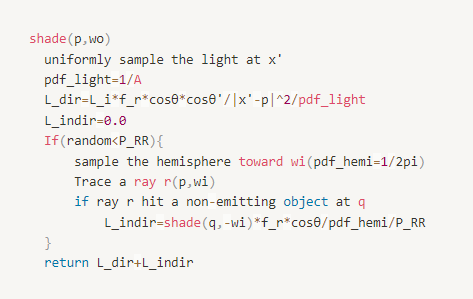 shade(p,wo)
uniformly sample the light at x'
pdf_light=1/A
L_dir=L_i*f_r*cosθ*cosθ'/|x'-p|^2/pdf_light
L_indir=0.0
If(random<P_RR){
sample the hemisphere toward wi(pdf_hemi=1/2pi)
Trace a ray r(p,wi)
if ray r hit a non-emitting object at q
L_indir=shade(q,-wi)*f_r*cosθ/pdf_hemi/P_RR
}
return L_dir+L_indir